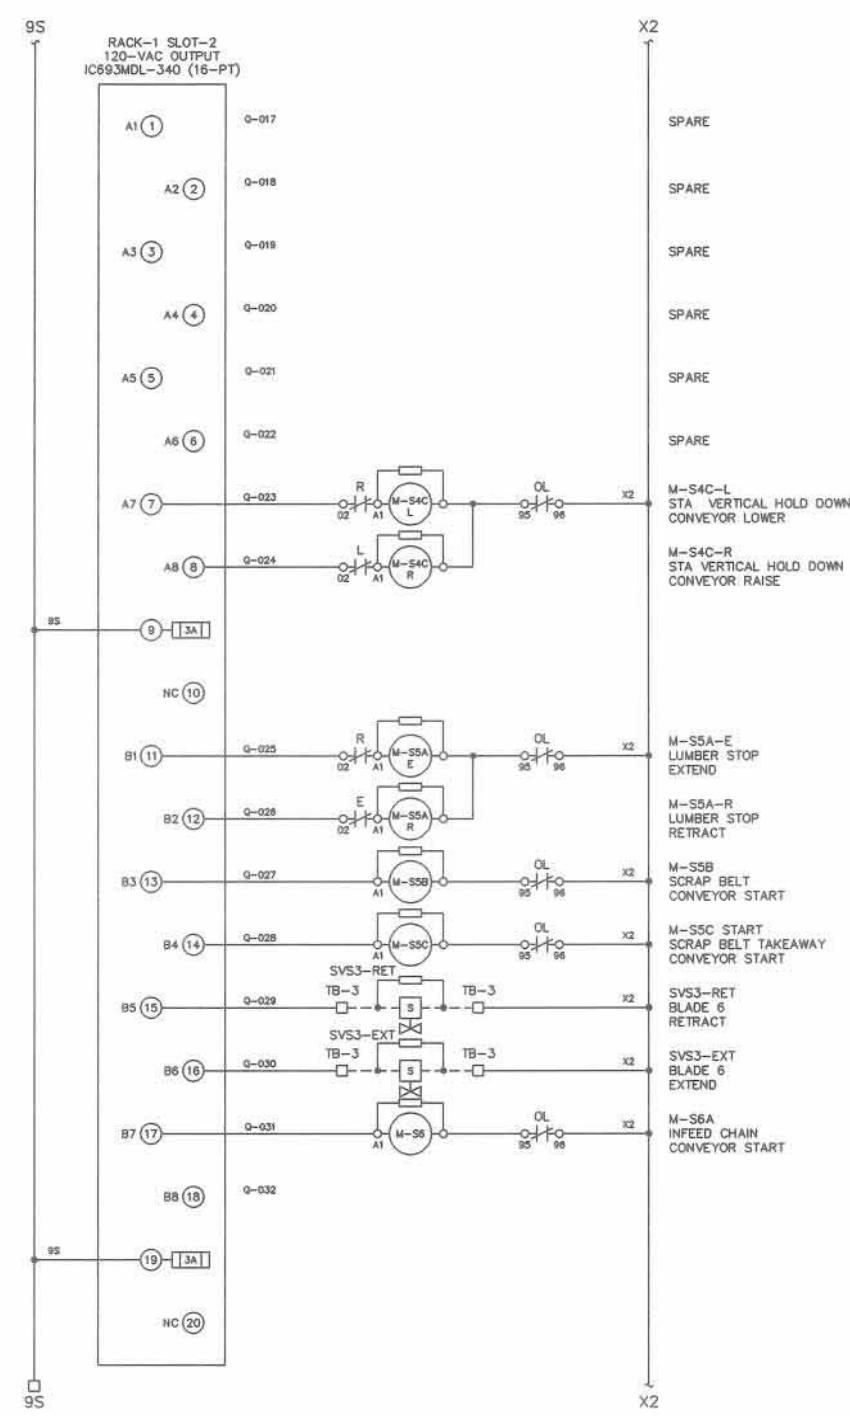 9S
X2
RACK-1 SLOT-2
120-VAC OUTPUT
IC693MDL-340 (16-PT)
A1 1 Q-017 SPARE
A2 2 Q-018 SPARE
A3 3 Q-019 SPARE
A4 4 Q-020 SPARE
A5 5 Q-021 SPARE
A6 6 Q-022 SPARE
R
OL
A7 7 Q-023
02 A1
M-S4C
L
95 96
X2
M-S4C-L
STA VERTICAL HOLD DOWN
CONVEYOR LOWER
L
A8 8 Q-024
02 A1
M-S4C
R
M-S4C-R
STA VERTICAL HOLD DOWN
CONVEYOR RAISE
9S 9 3A
NC 10
R
OL
B1 11 Q-025
02 A1
M-S5A
E
95 96
X2
M-S5A-E
LUMBER STOP
EXTEND
E
B2 12 Q-026
02 A1
M-S5A
R
M-S5A-R
LUMBER STOP
RETRACT
OL
B3 13 Q-027
A1
M-S5B
95 96
X2
M-S5B
SCRAP BELT
CONVEYOR START
OL
B4 14 Q-028
A1
M-S5C
95 96
X2
M-S5C START
SCRAP BELT TAKEAWAY
CONVEYOR START
SVS3-RET
TB-3 TB-3
B5 15 Q-029
S
X2
SVS3-RET
BLADE 6
RETRACT
SVS3-EXT
TB-3 TB-3
B6 16 Q-030
S
X2
SVS3-EXT
BLADE 6
EXTEND
OL
B7 17 Q-031
A1
M-S6
95 96
X2
M-S6A
INFEED CHAIN
CONVEYOR START
B8 18 Q-032
9S 19 3A
NC 20
9S
X2